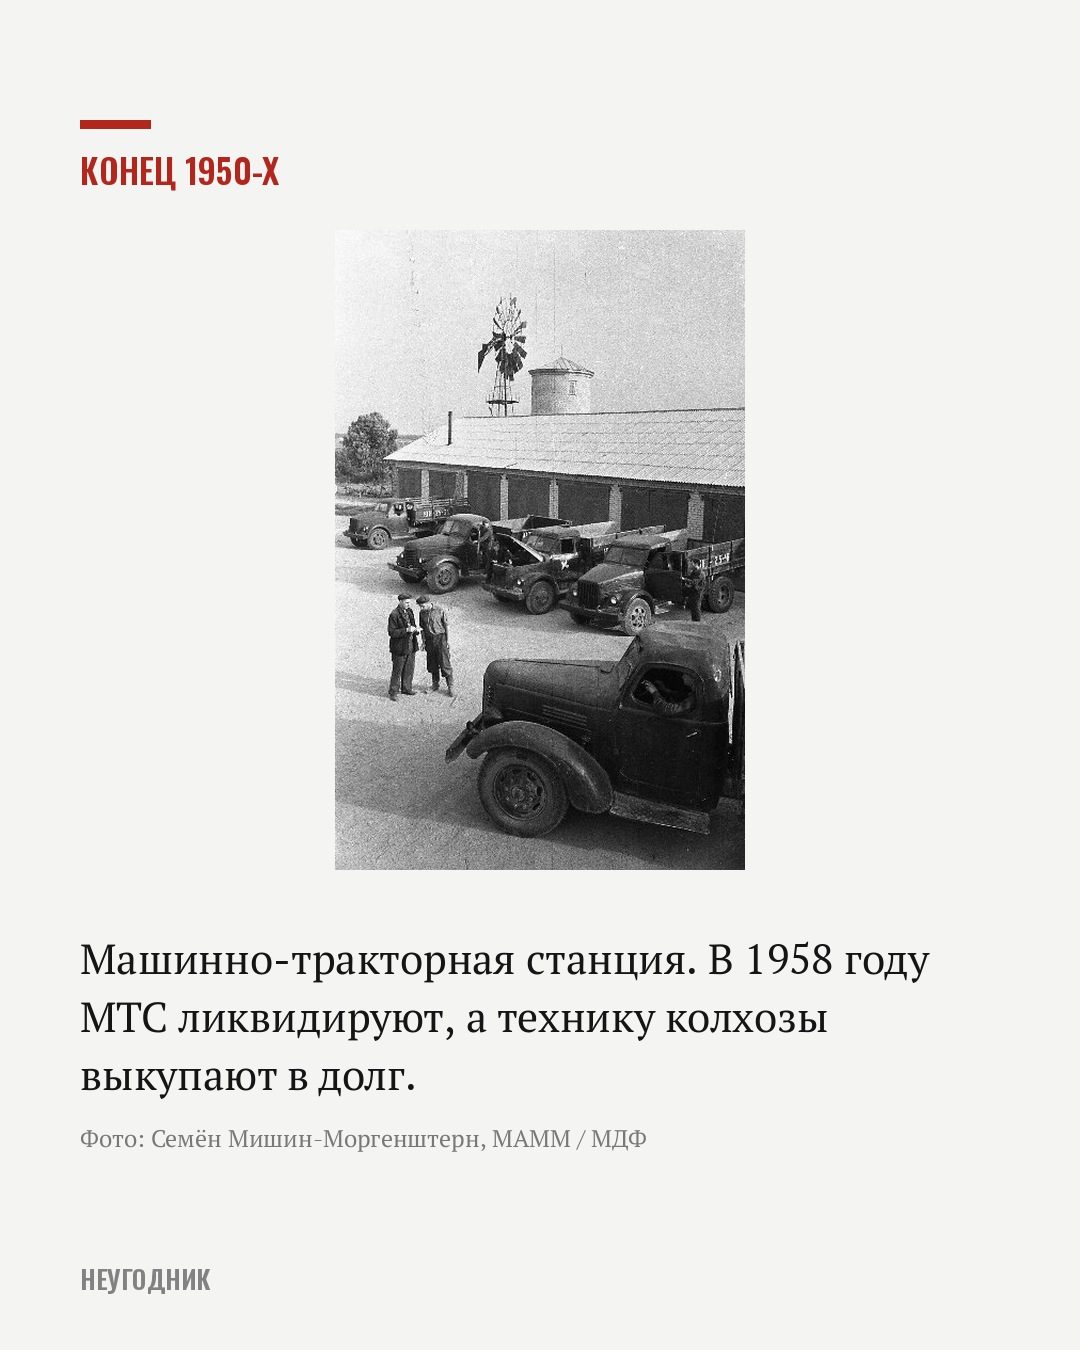 КОНЕЦ 1950-Х
Машинно-тракторная станция. В 1958 году
МТС ликвидируют, а технику колхозы
выкупают в долг.
Фото: Семён Мишин-Моргенштерн, МАММ / МДФ
НЕУГОДНИК